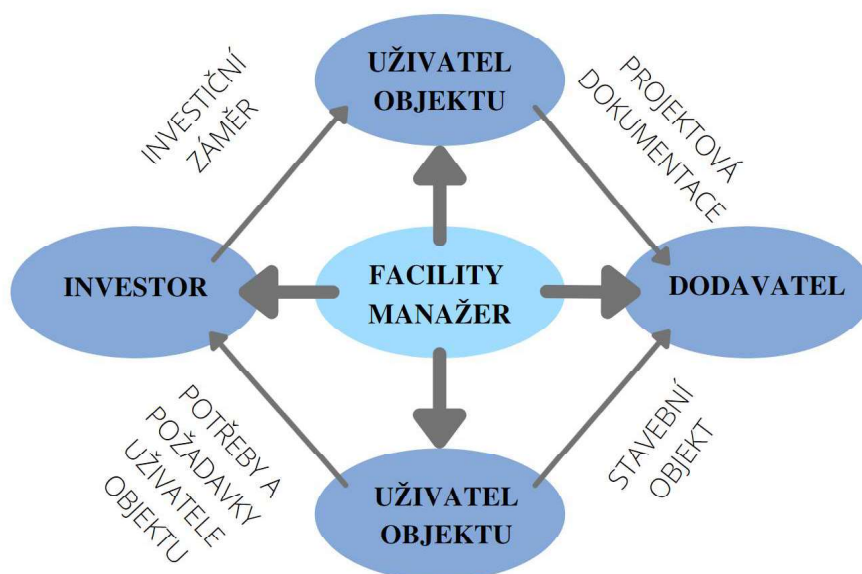 INVESTIČNÍ
ZÁMĚR
UŽIVATEL
OBJEKTU
PROJEKTOVÁ
DOKUMENTACE
INVESTOR
FACILITY
MANAŽER
DODAVATEL
POTŘEBY A
POŽADAVKY
UŽIVATELE
OBJEKTU
UŽIVATEL
OBJEKTU
STAVEBNÍ
OBJEKT